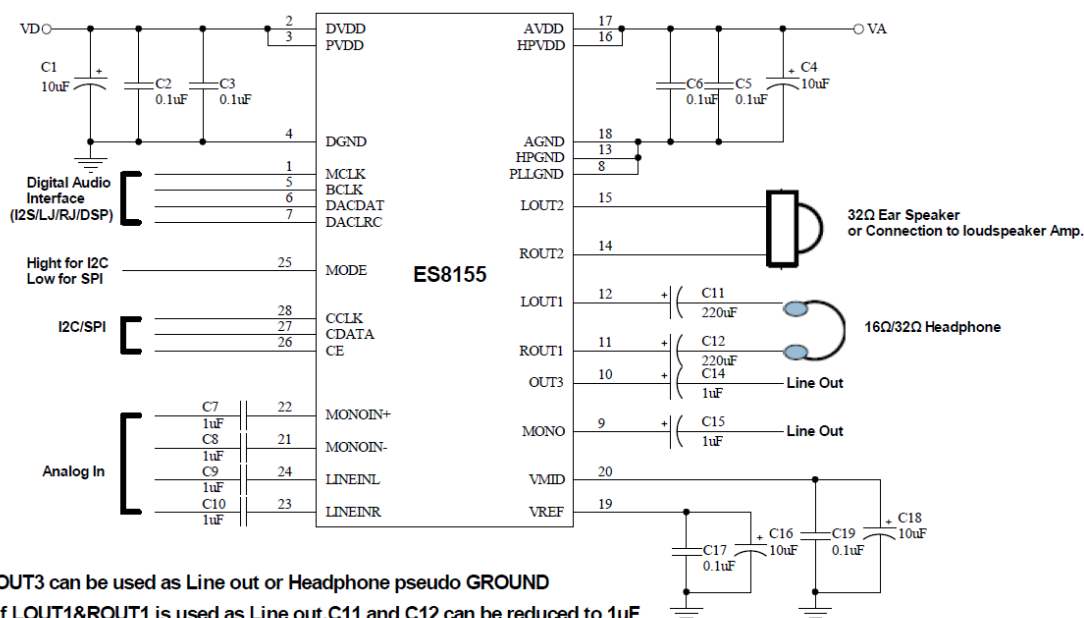 VD
2
3
DVDD
PVDD
AVDD
HPVDD
17
16
VA
C1
10uF
+
C2
0.1uF
C3
0.1uF
C6
0.1uF
C5
0.1uF
+
C4
10uF
4
DGND
AGND
HPGND
PLLGND
18
13
8
Digital Audio
Interface
(I2S/LJ/RJ/DSP)
1
5
6
7
MCLK
BCLK
DACDAT
DACLRC
LOUT2
15
ROUT2
14
32Ω Ear Speaker
or Connection to loudspeaker Amp.
Hight for I2C
Low for SPI
25
MODE
ES8155
I2C/SPI
28
27
26
CCLK
CDATA
CE
LOUT1
12
+
C11
220uF
ROUT1
11
+
C12
220uF
16Ω/32Ω Headphone
OUT3
10
+
C14
1uF
Line Out
MONO
9
+
C15
1uF
Line Out
Analog In
C7
1uF
22
MONOIN+
C8
1uF
21
MONOIN-
C9
1uF
24
LINEINL
C10
1uF
23
LINEINR
VMID
20
VREF
19
C17
0.1uF
+
C16
10uF
C19
0.1uF
+
C18
10uF
OUT3 can be used as Line out or Headphone pseudo GROUND
f LOUT1&ROUT1 is used as Line out,C11 and C12 can be reduced to 1uF